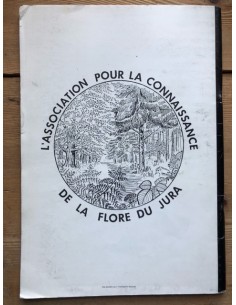 L'ASSOCIATION POUR LA CONNAISSANCE
DE LA FLORE DU JURA